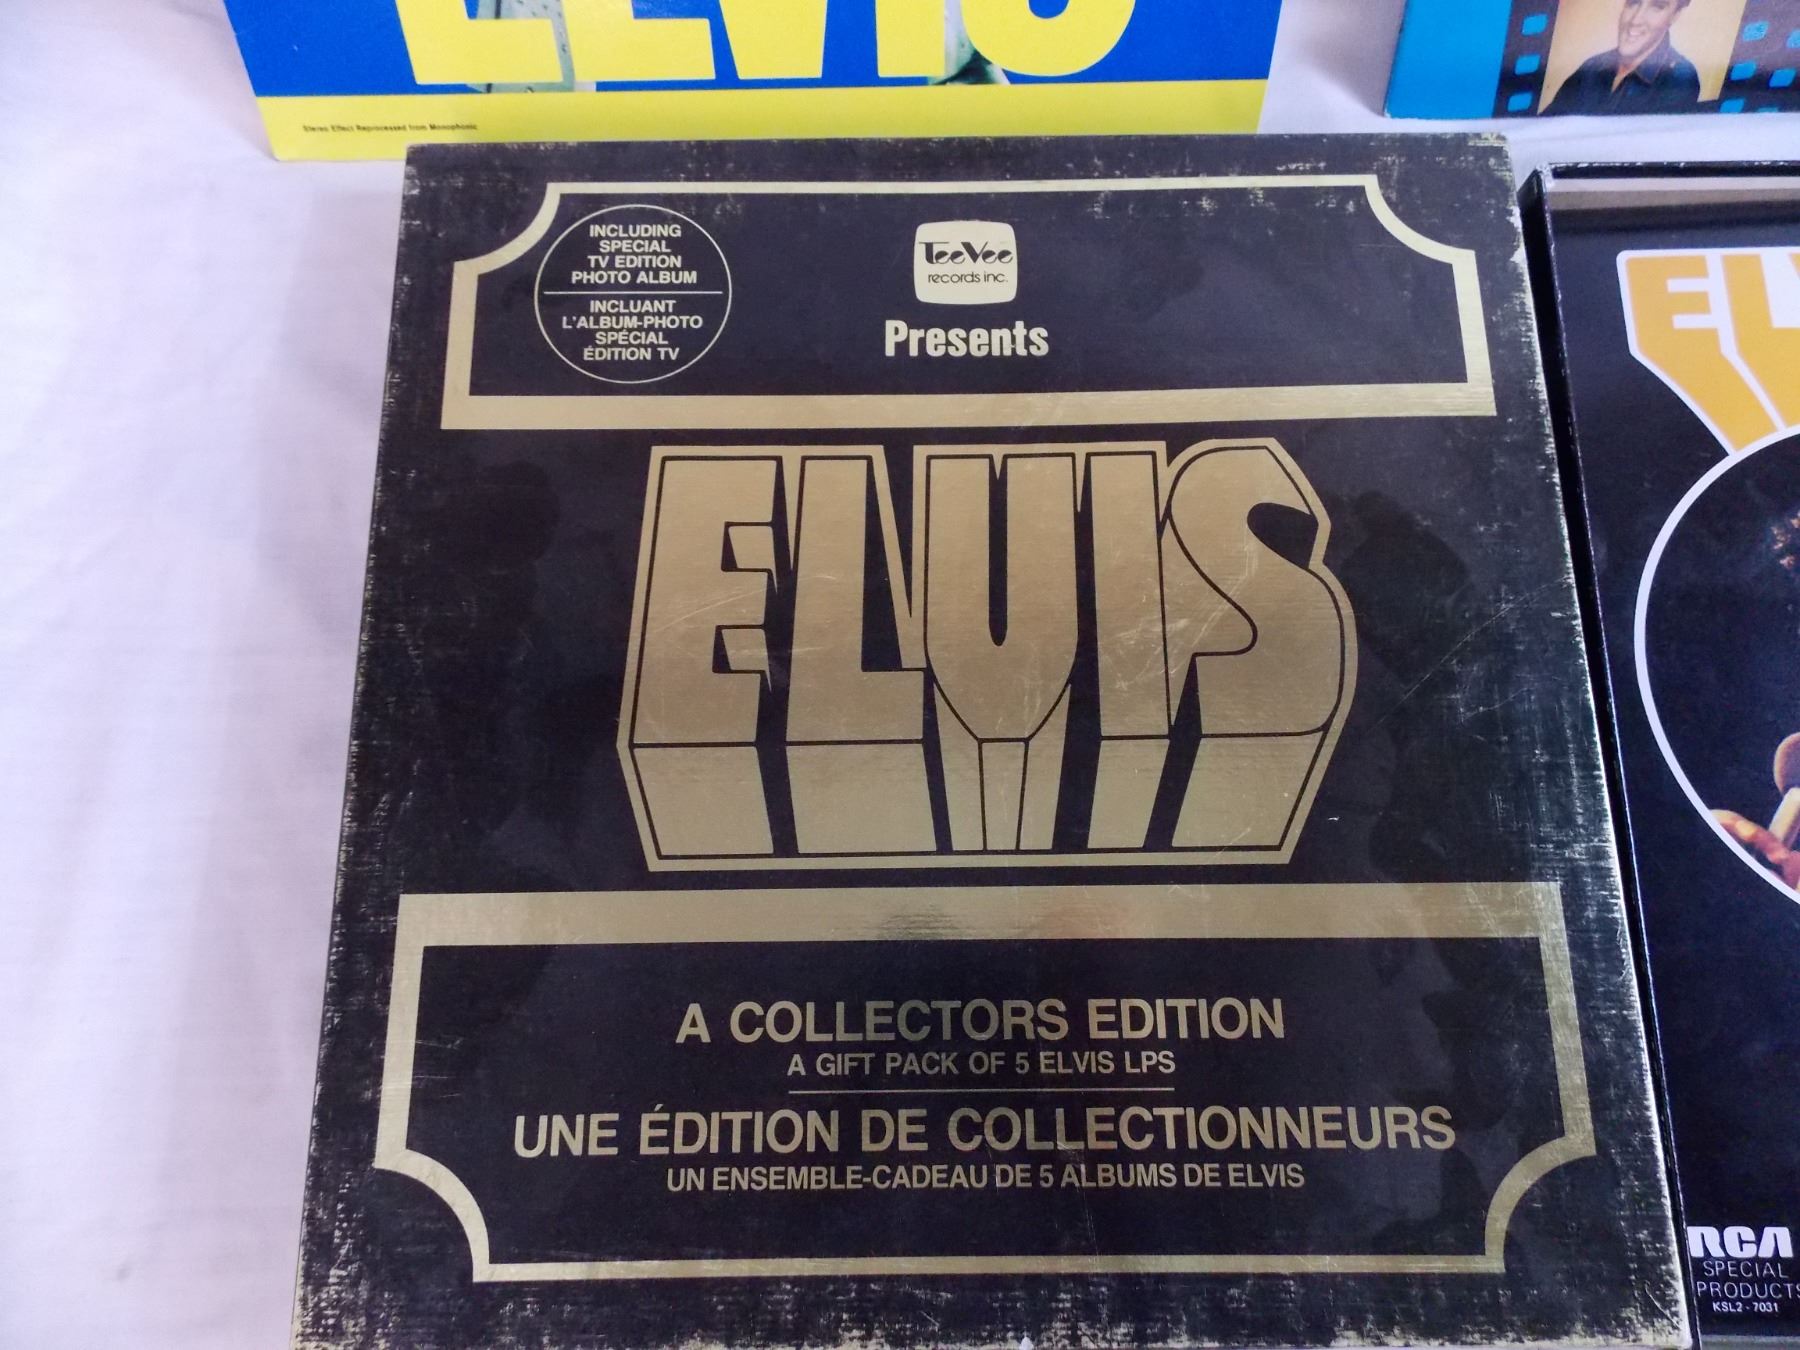 ELVIS
Stereo Effect Reprocessed from Monophonic
INCLUDING
SPECIAL
TV EDITION
PHOTO ALBUM
INCLUANT
L'ALBUM-PHOTO
SPÉCIAL
ÉDITION TV
TeeVee
records inc.
Presents
ELVIS
A COLLECTORS EDITION
A GIFT PACK OF 5 ELVIS LPS
UNE ÉDITION DE COLLECTIONNEURS
UN ENSEMBLE-CADEAU DE 5 ALBUMS DE ELVIS
EL
RCA
SPECIAL
PRODUCTS
KSL2-7031